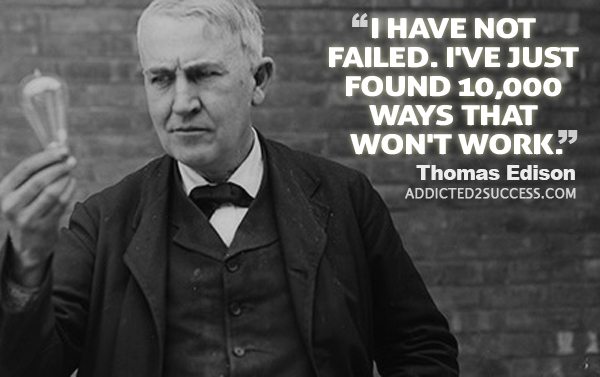 “I HAVE NOT
FAILED. I'VE JUST
FOUND 10,000
WAYS THAT
WON'T WORK.”
Thomas Edison
ADDICTED2SUCCESS.COM